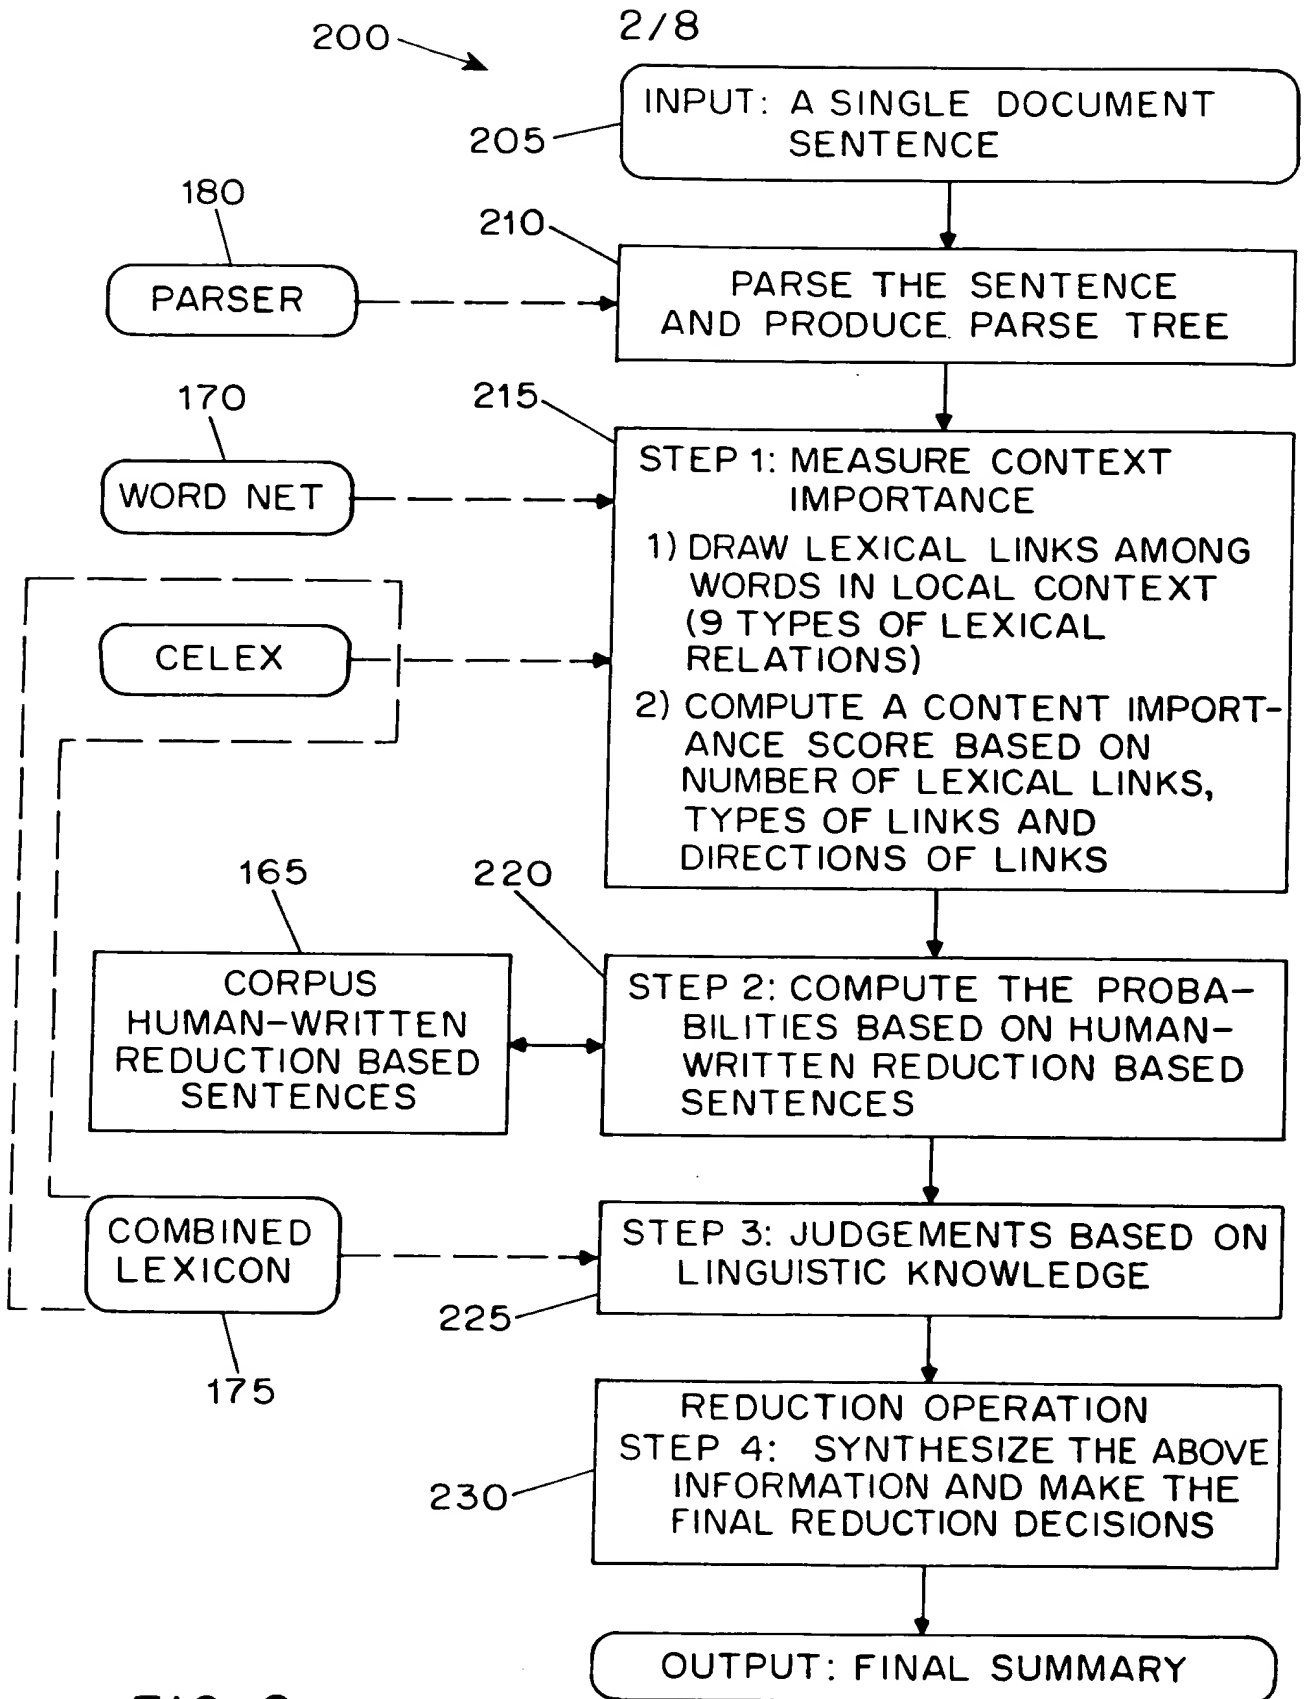 2/8
200
INPUT: A SINGLE DOCUMENT
SENTENCE
205
180
210
PARSER
PARSE THE SENTENCE
AND PRODUCE PARSE TREE
170
215
WORD NET
STEP 1: MEASURE CONTEXT
IMPORTANCE
1) DRAW LEXICAL LINKS AMONG
WORDS IN LOCAL CONTEXT
(9 TYPES OF LEXICAL
RELATIONS)
CELEX
2) COMPUTE A CONTENT IMPORT-
ANCE SCORE BASED ON
NUMBER OF LEXICAL LINKS,
TYPES OF LINKS AND
DIRECTIONS OF LINKS
165
220
CORPUS
HUMAN-WRITTEN
REDUCTION BASED
SENTENCES
STEP 2: COMPUTE THE PROBA-
BILITIES BASED ON HUMAN-
WRITTEN REDUCTION BASED
SENTENCES
COMBINED
LEXICON
STEP 3: JUDGEMENTS BASED ON
LINGUISTIC KNOWLEDGE
225
175
REDUCTION OPERATION
STEP 4: SYNTHESIZE THE ABOVE
INFORMATION AND MAKE THE
FINAL REDUCTION DECISIONS
230
OUTPUT: FINAL SUMMARY